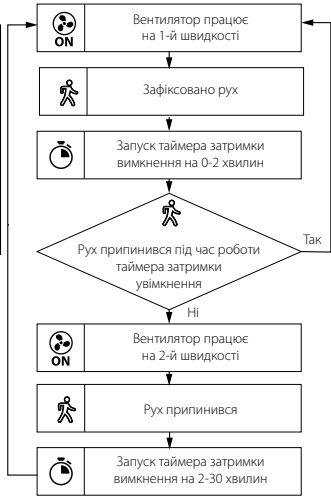 ON
Вентилятор працює
на 1-й швидкості
Зафіксовано рух
Запуск таймера затримки
вимкнення на 0-2 хвилин
Рух припинився під час роботи
таймера затримки
увімкнення
Так
Ні
ON
Вентилятор працює
на 2-й швидкості
Рух припинився
Запуск таймера затримки
вимкнення на 2-30 хвилин